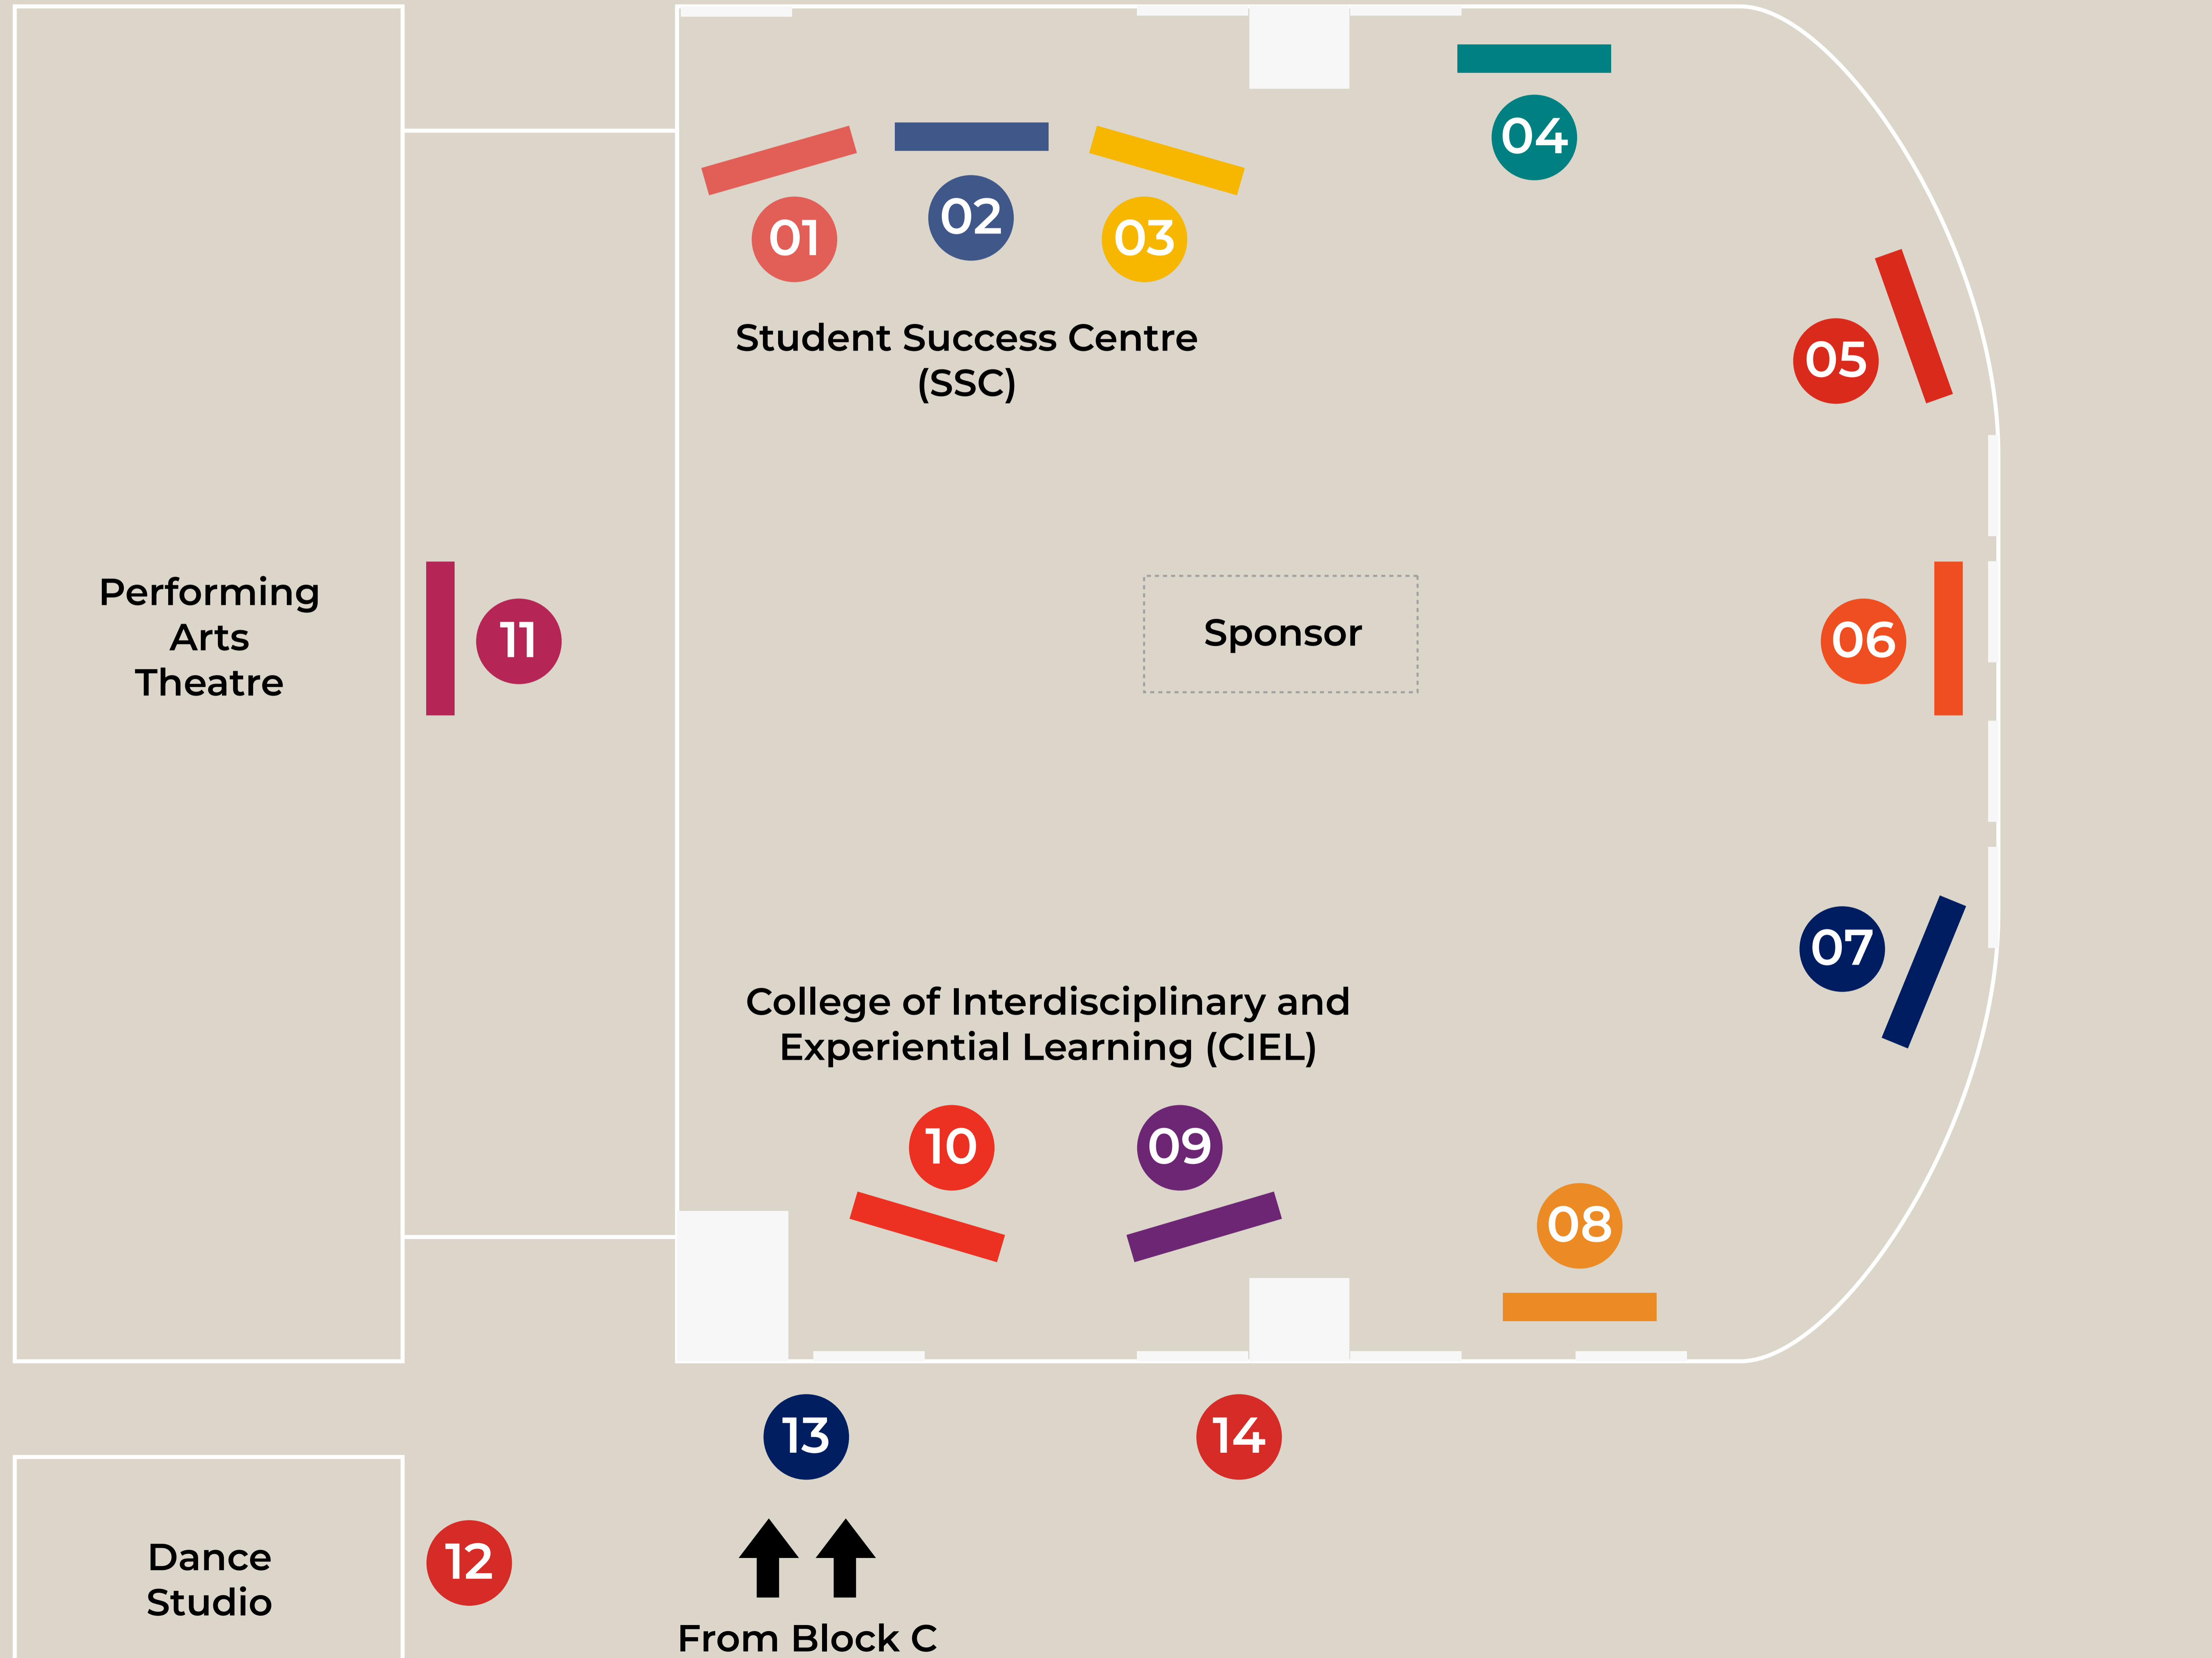 04
01
02
03
Student Success Centre
(SSC)
05
Performing
Arts
Theatre
11
Sponsor
06
07
College of Interdisciplinary and
Experiential Learning (CIEL)
10
09
08
13
14
Dance
Studio
12
From Block C